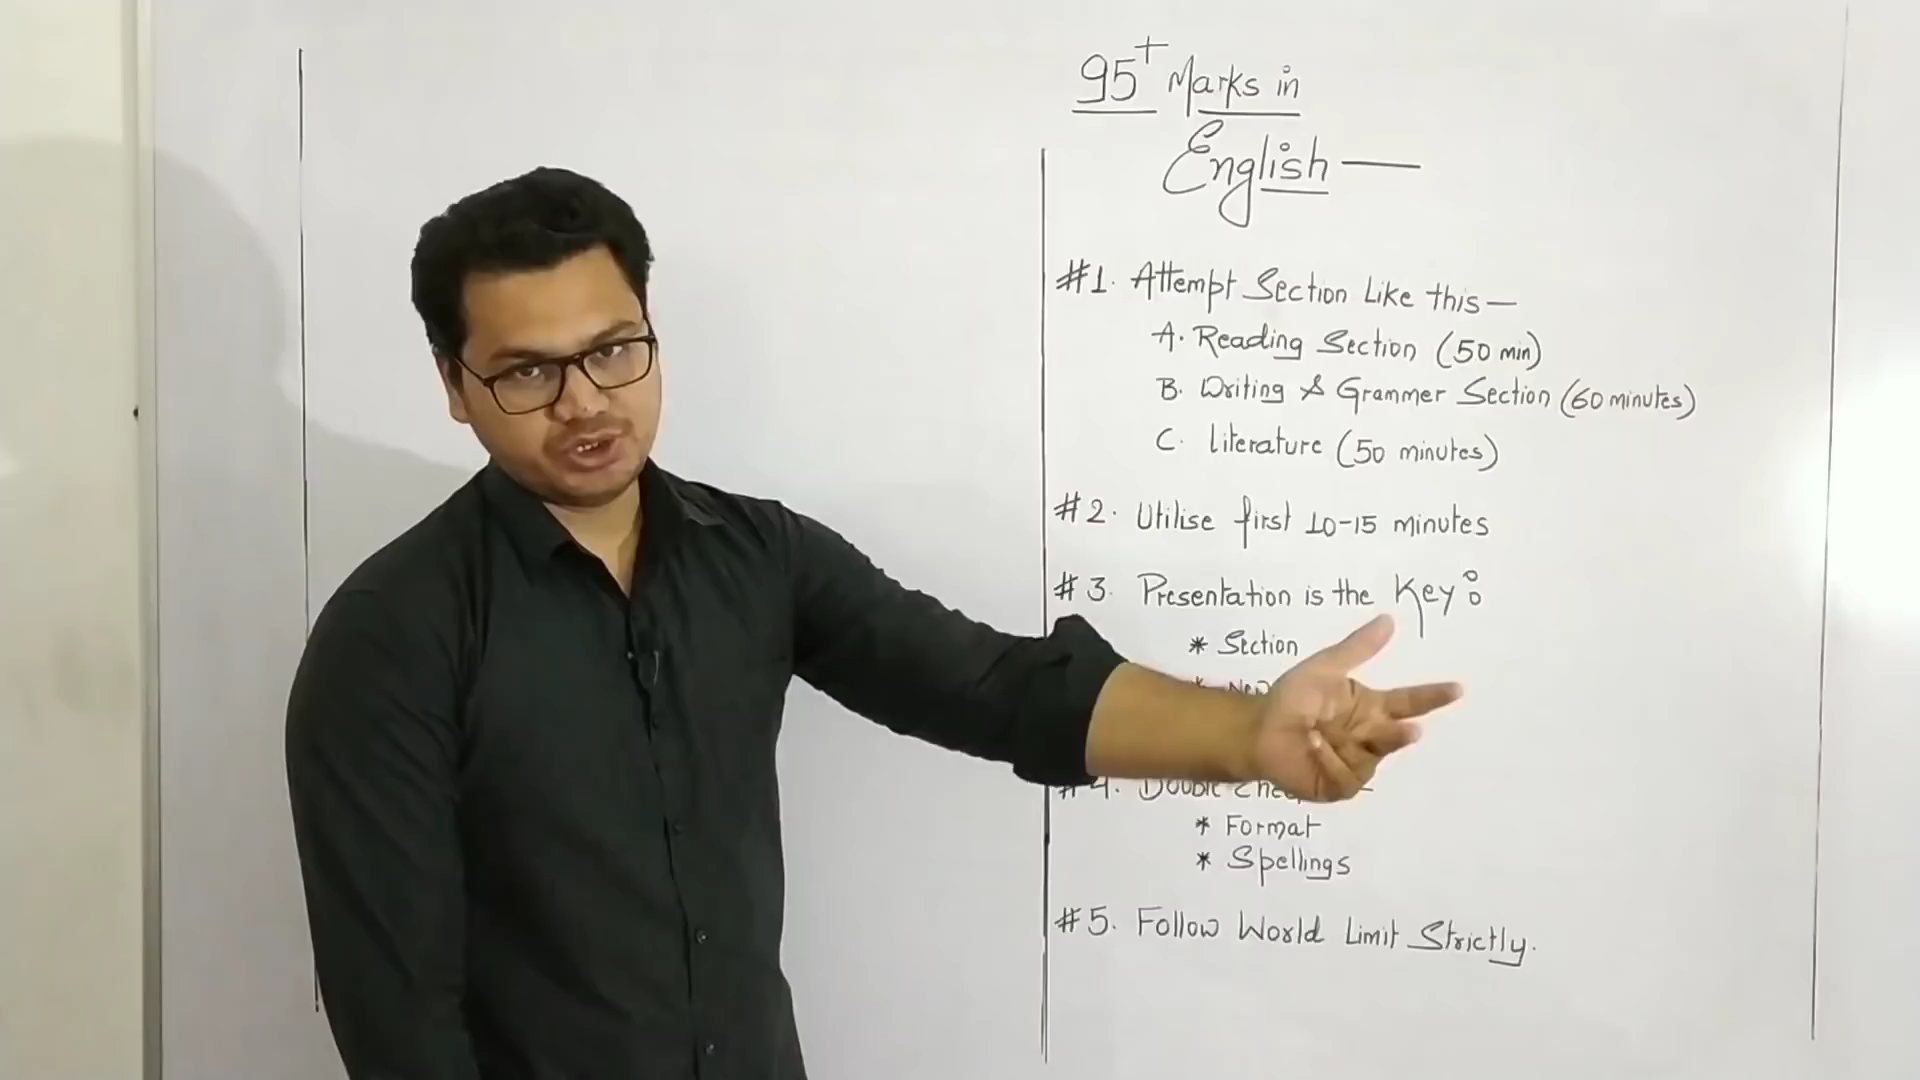 95+ Marks in
English —
#1. Attempt Section Like this —
A. Reading Section (50 min)
B. Writing & Grammer Section (60 minutes)
C. literature (50 minutes)
#2. Utilise first 10-15 minutes
#3. Presentation is the Key:
* Section
* New
#4. Double
* Format
* Spellings
#5. Follow World Limit Strictly.